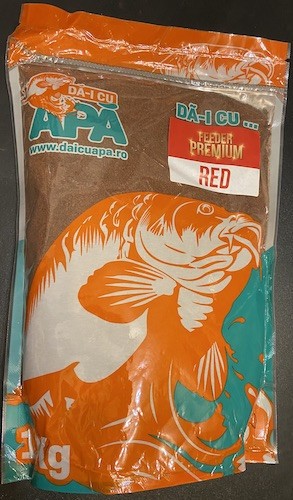 DĂ-I CU
APĂ
www.daicuapa.ro
DĂ-I CU...
FEEDER
PREMIUM
RED
1Kg